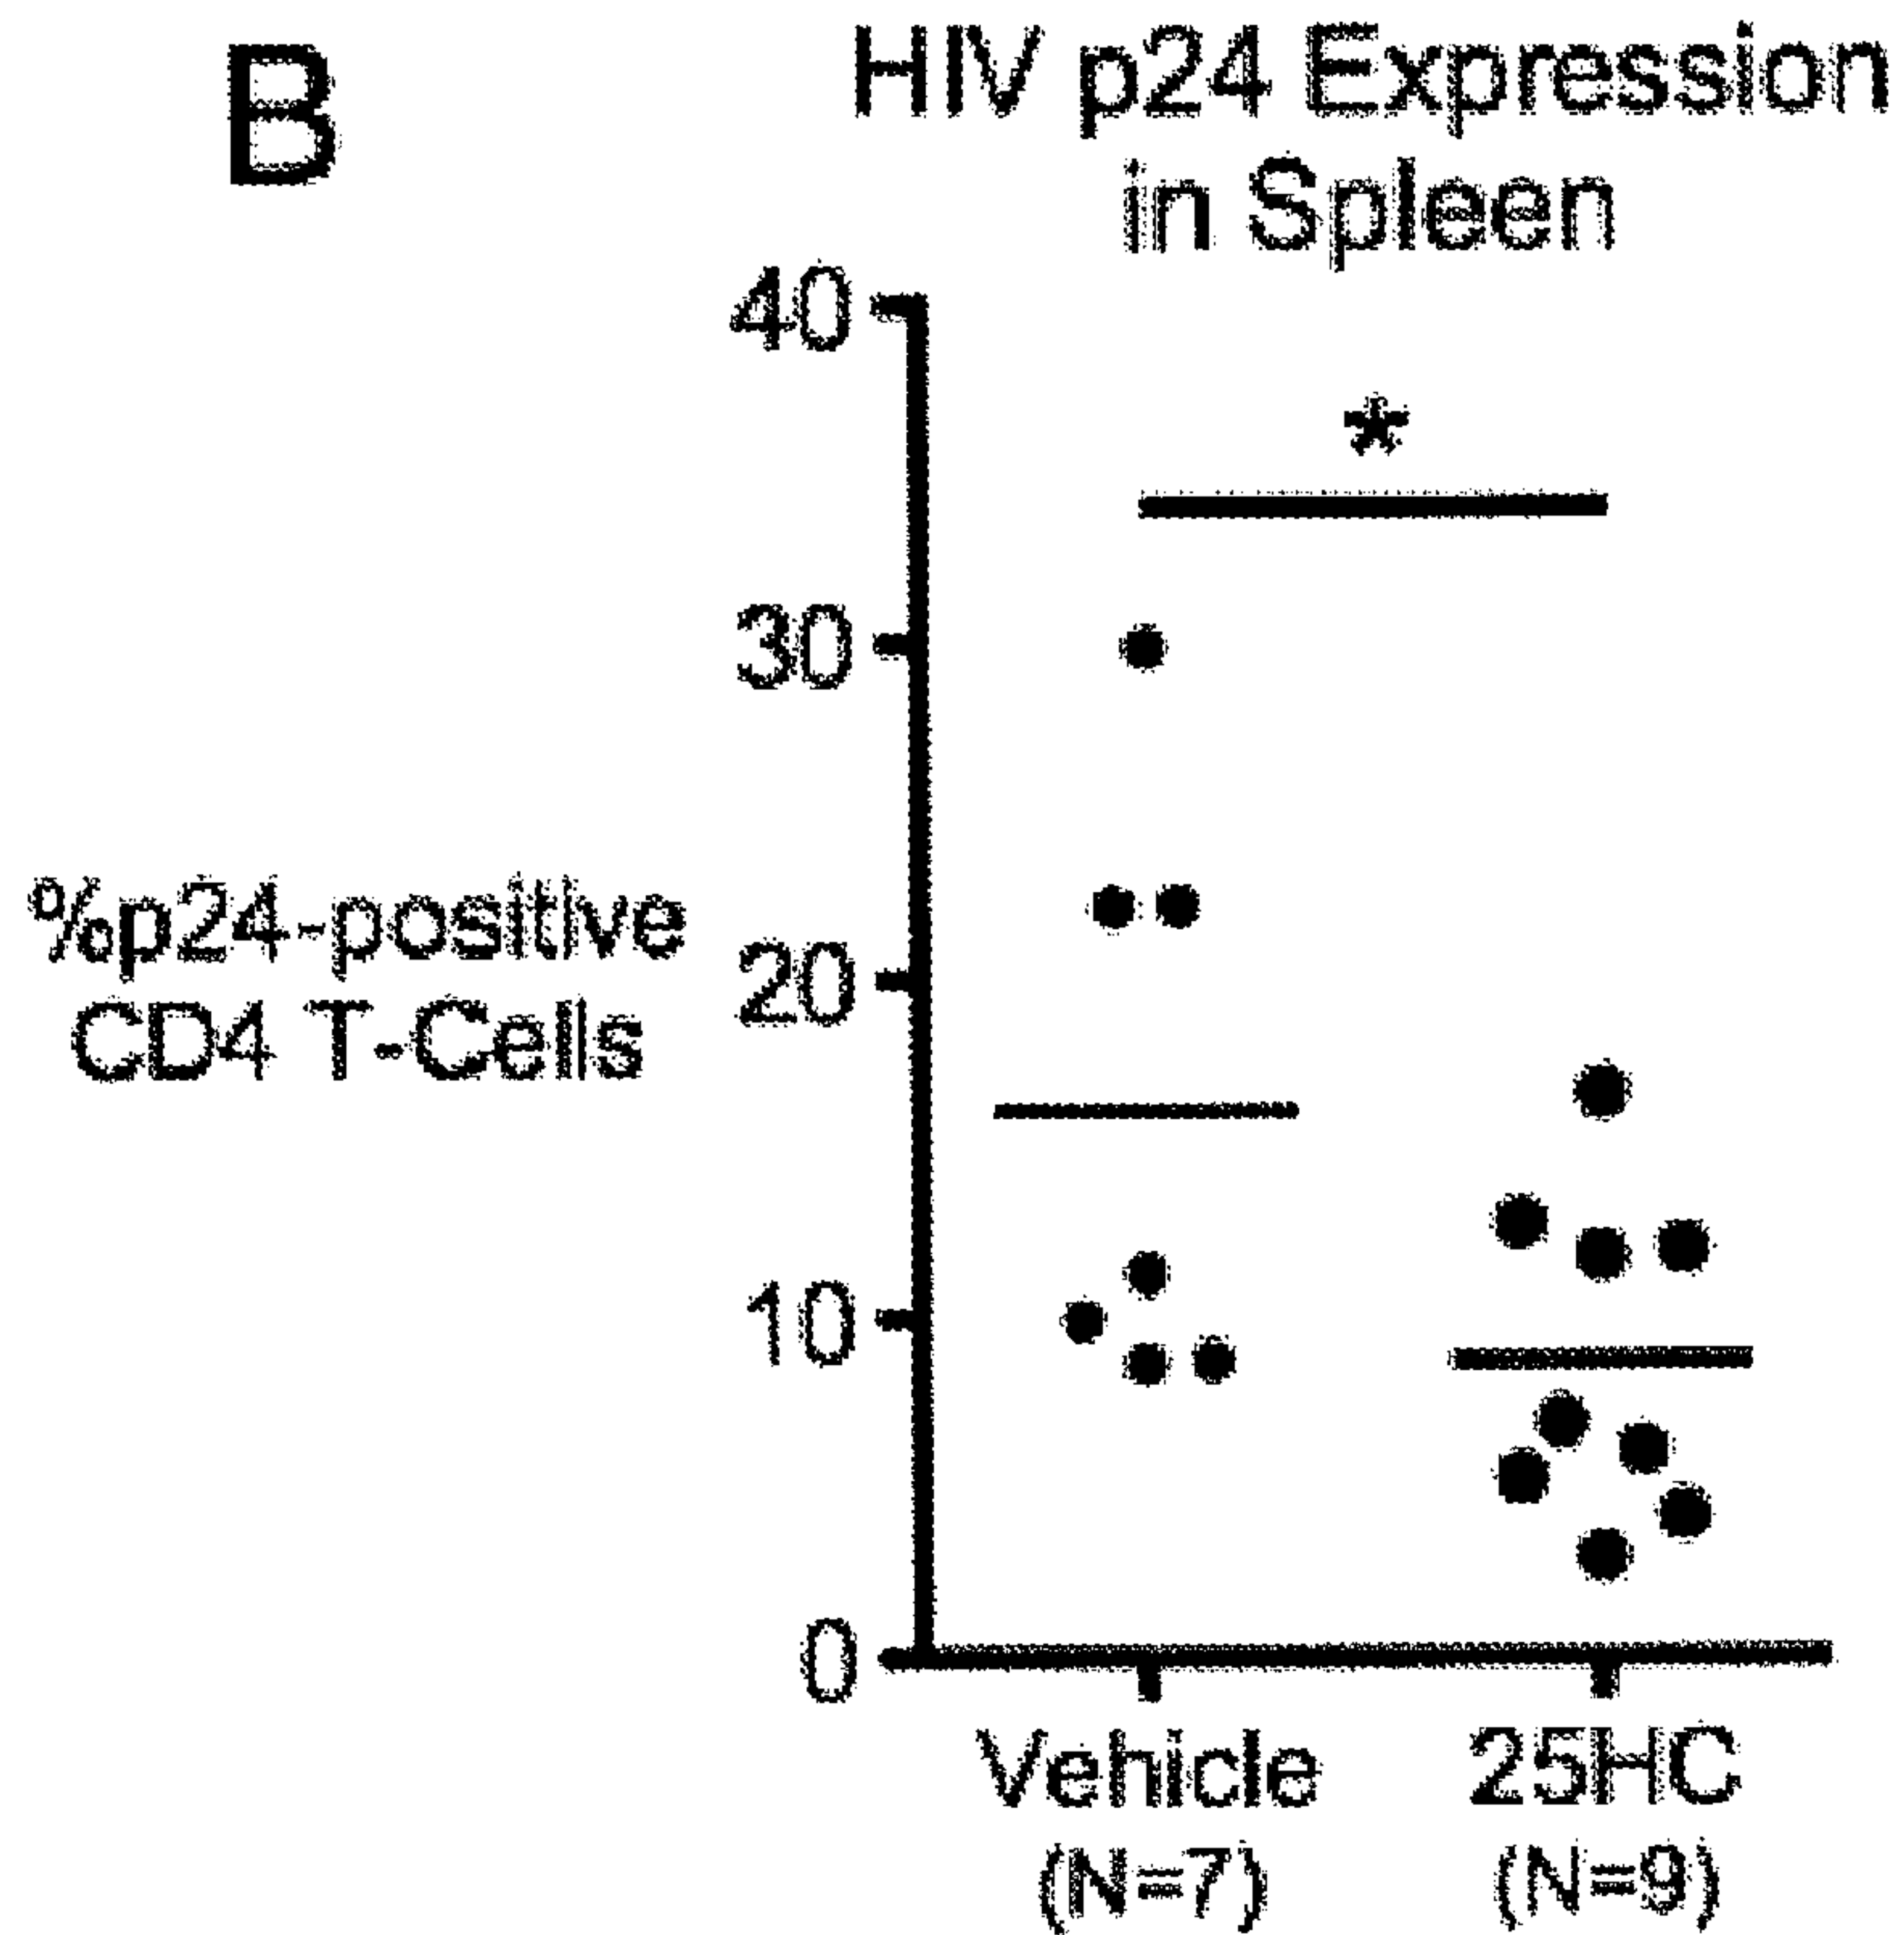 B
HIV p24 Expression
in Spleen
40
*
30
20
10
0
%p24-positive
CD4 T-Cells
Vehicle
25HC
(N=7)
(N=9)